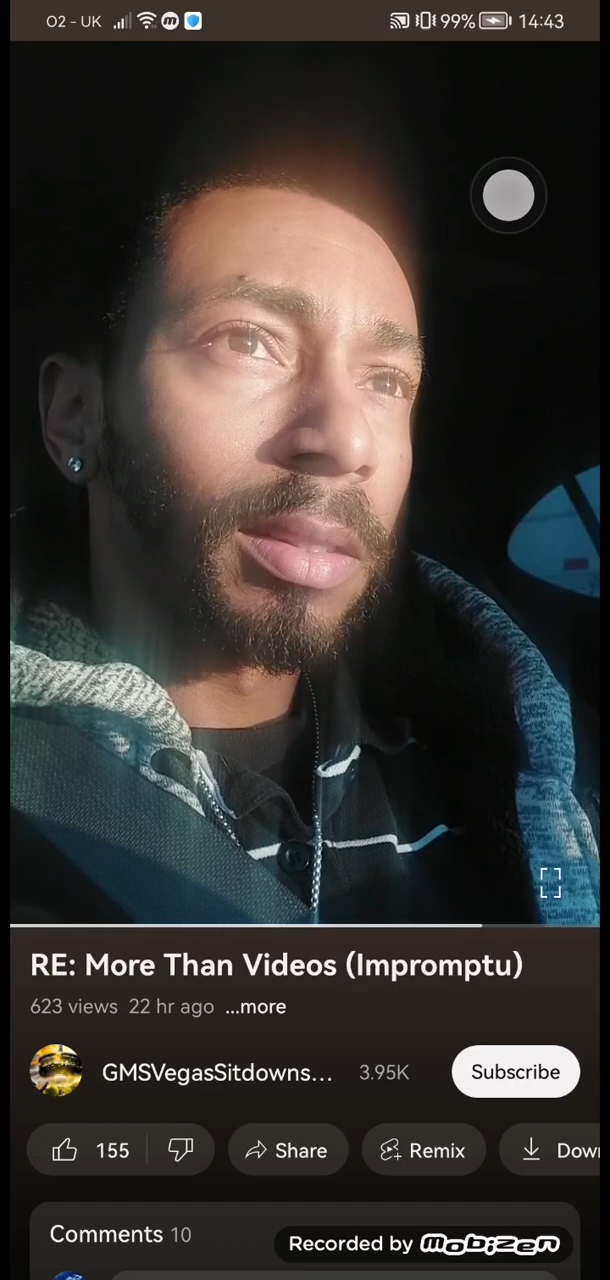 O2 - UK 99% 14:43
RE: More Than Videos (Impromptu)
623 views 22 hr ago ...more
GMSVegasSitdowns... 3.95K Subscribe
155 Share Remix Dow
Comments 10
Recorded by mobizen